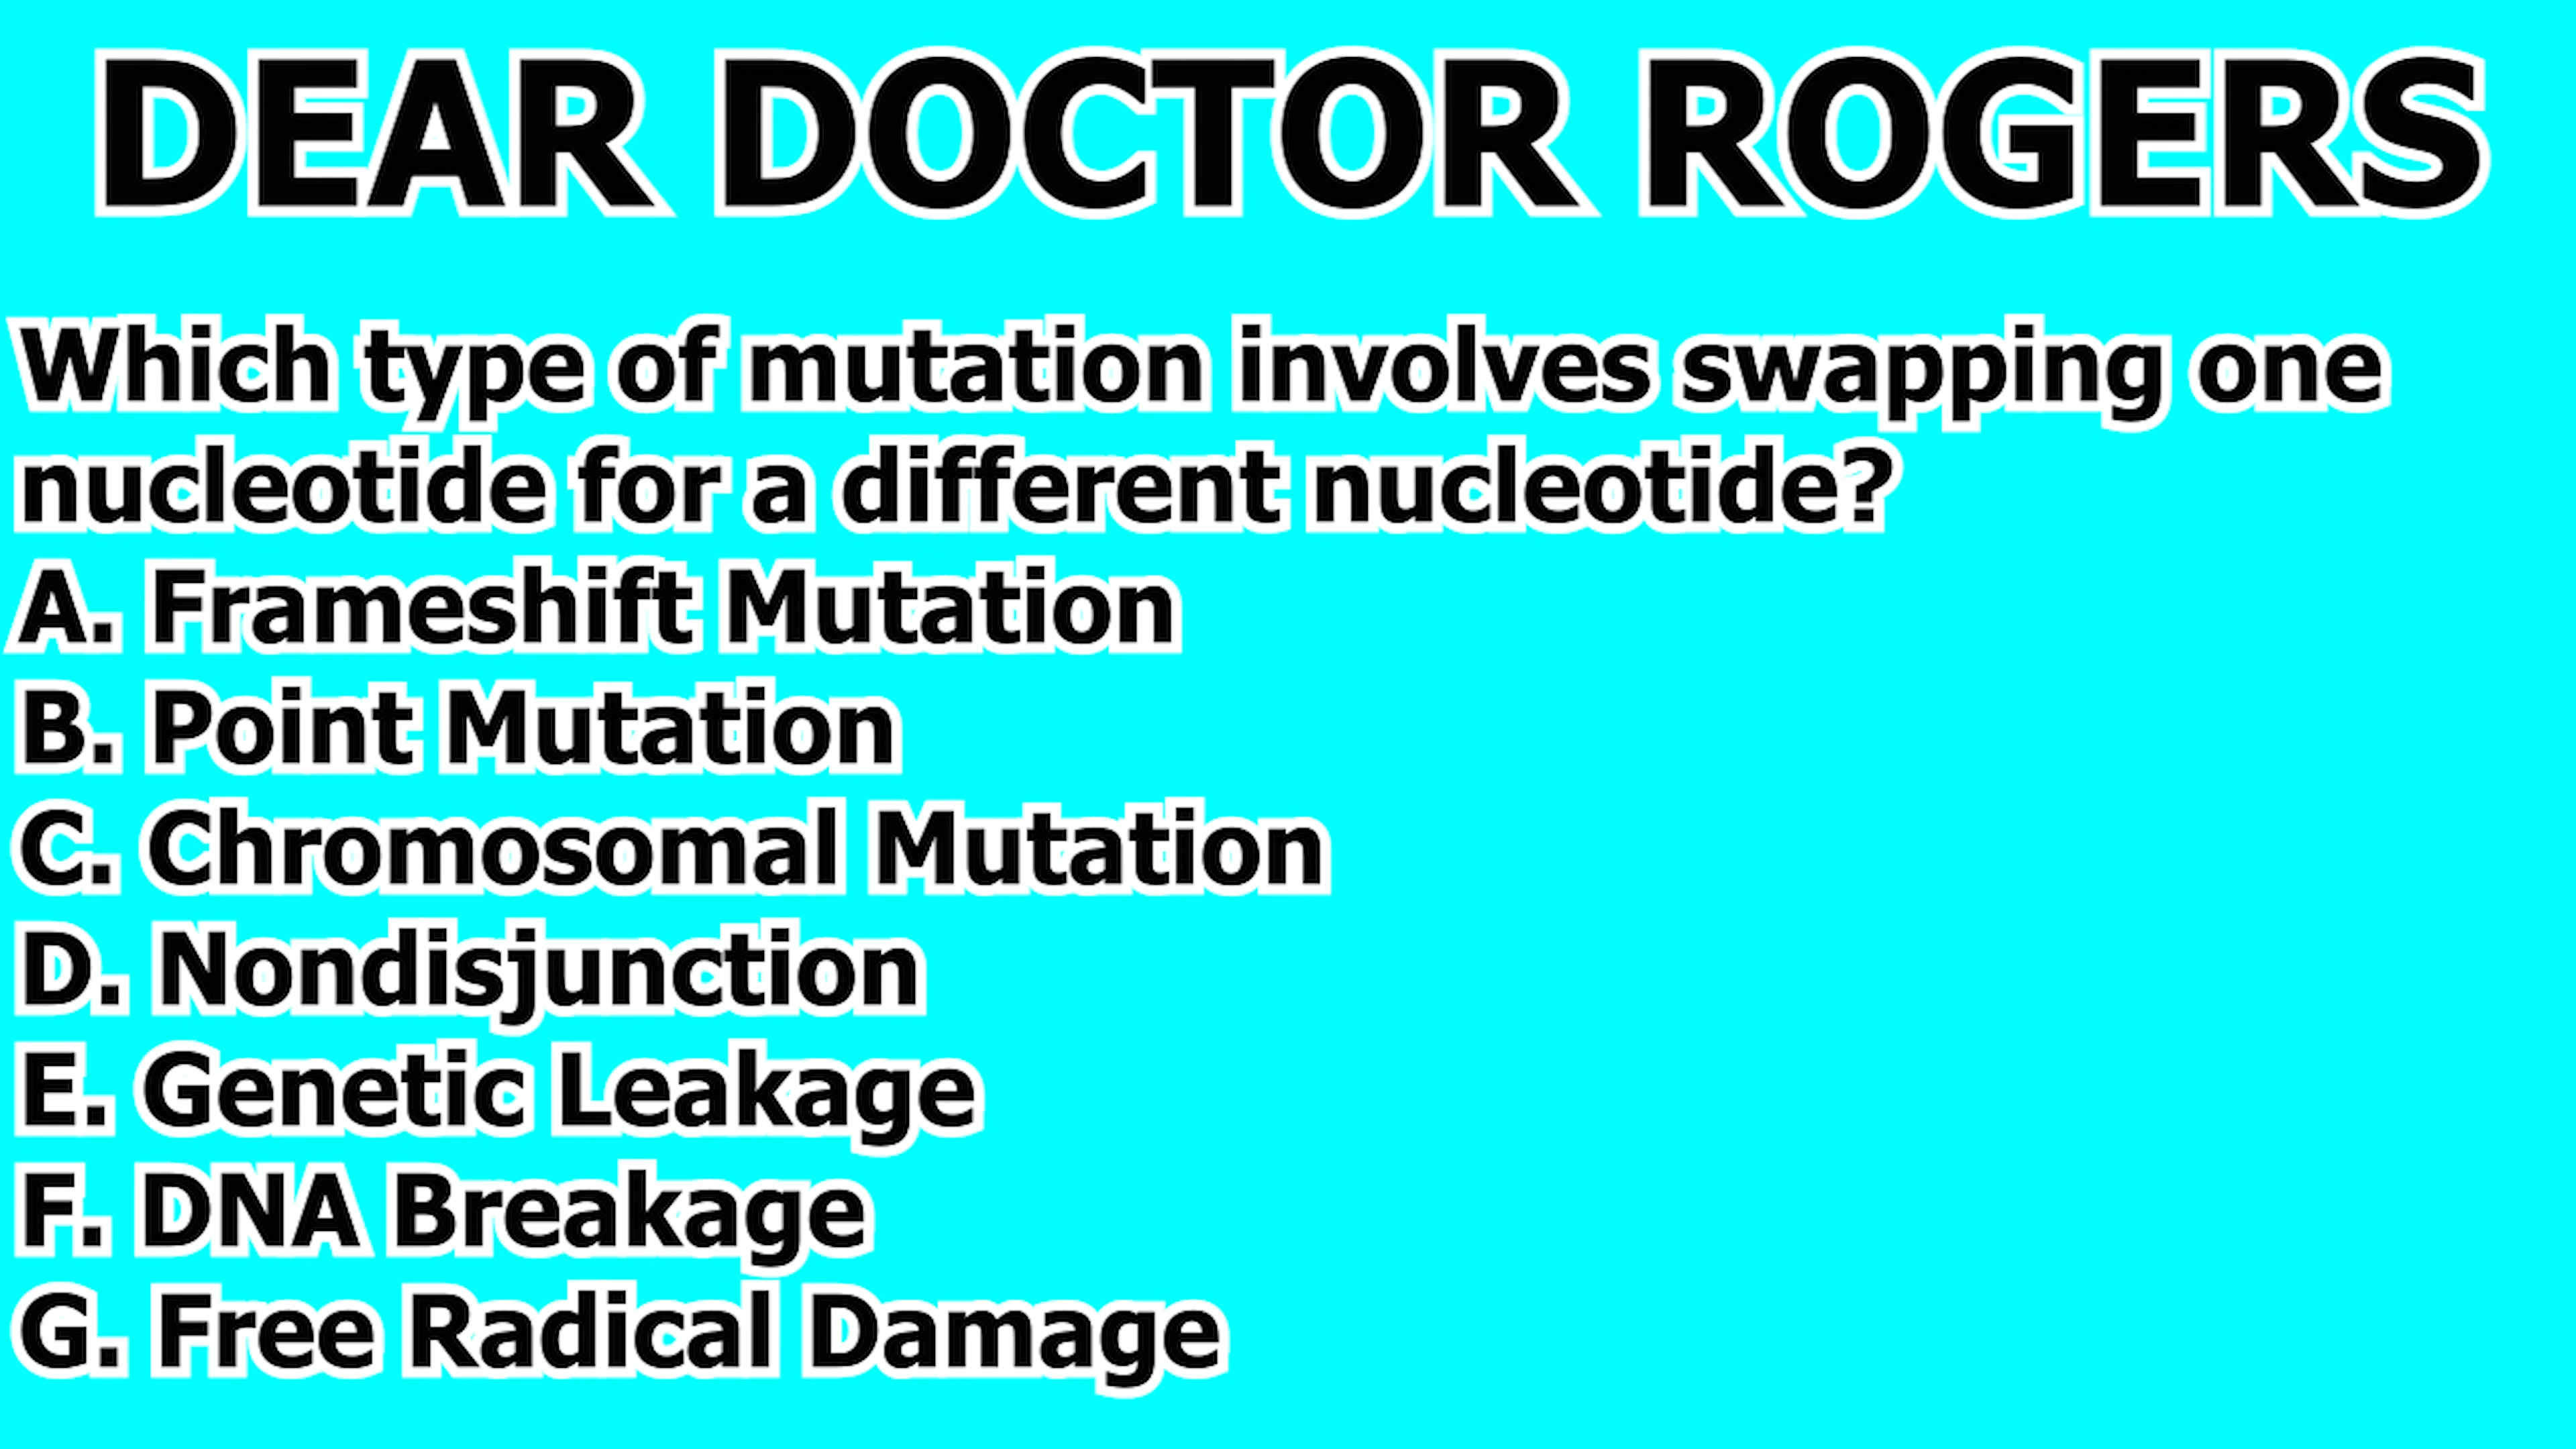 DEAR DOCTOR ROGERS
Which type of mutation involves swapping one
nucleotide for a different nucleotide?
A. Frameshift Mutation
B. Point Mutation
C. Chromosomal Mutation
D. Nondisjunction
E. Genetic Leakage
F. DNA Breakage
G. Free Radical Damage